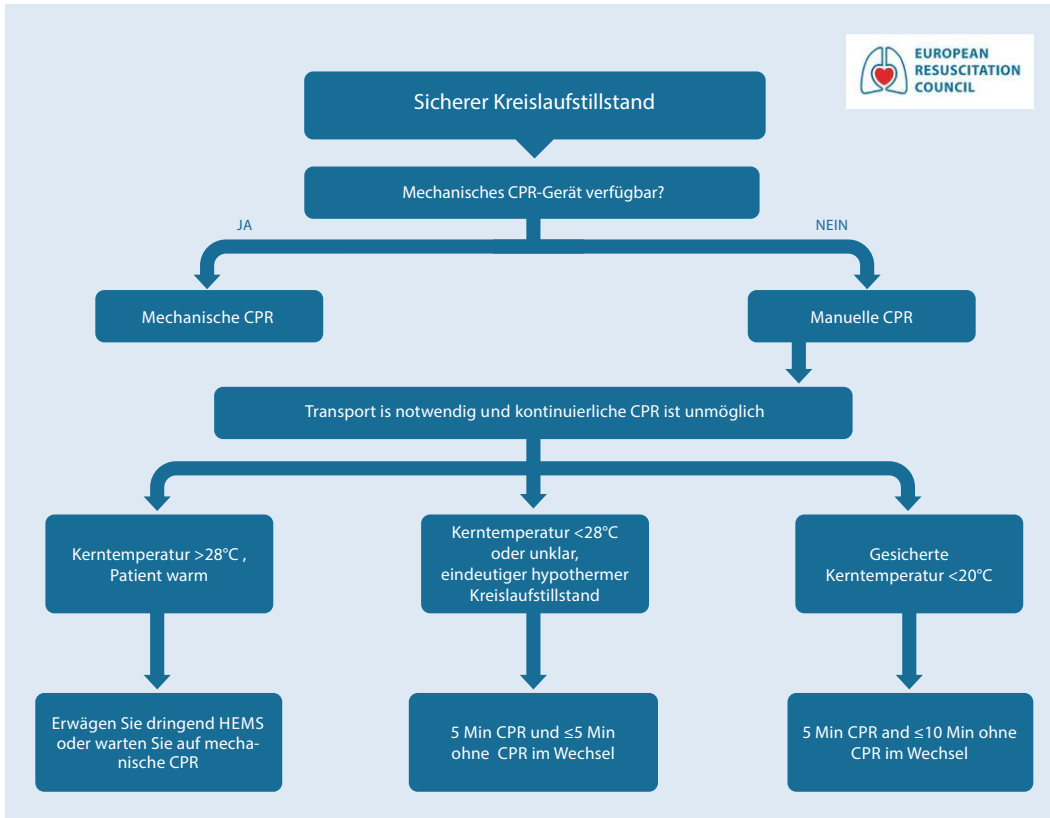 EUROPEAN
RESUSCITATION
COUNCIL
Sicherer Kreislaufstillstand
Mechanisches CPR-Gerät verfügbar?
JA
NEIN
Mechanische CPR
Manuelle CPR
Transport is notwendig und kontinuierliche CPR ist unmöglich
Kerntemperatur >28°C ,
Patient warm
Kerntemperatur <28°C
oder unklar,
eindeutiger hypothermer
Kreislaufstillstand
Gesicherte
Kerntemperatur <20°C
Erwägen Sie dringend HEMS
oder warten Sie auf mecha-
nische CPR
5 Min CPR und ≤5 Min
ohne CPR im Wechsel
5 Min CPR and ≤10 Min ohne
CPR im Wechsel